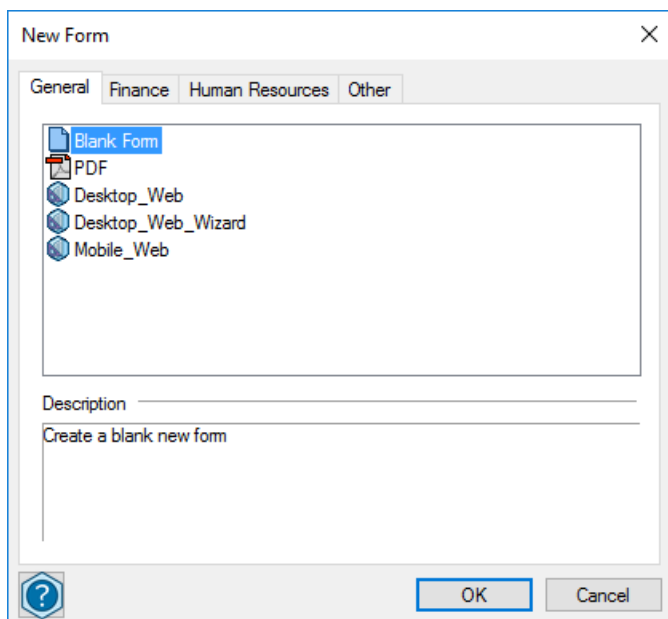 New Form
General Finance Human Resources Other
Blank Form
PDF
Desktop_Web
Desktop_Web_Wizard
Mobile_Web
Description
Create a blank new form
? OK Cancel